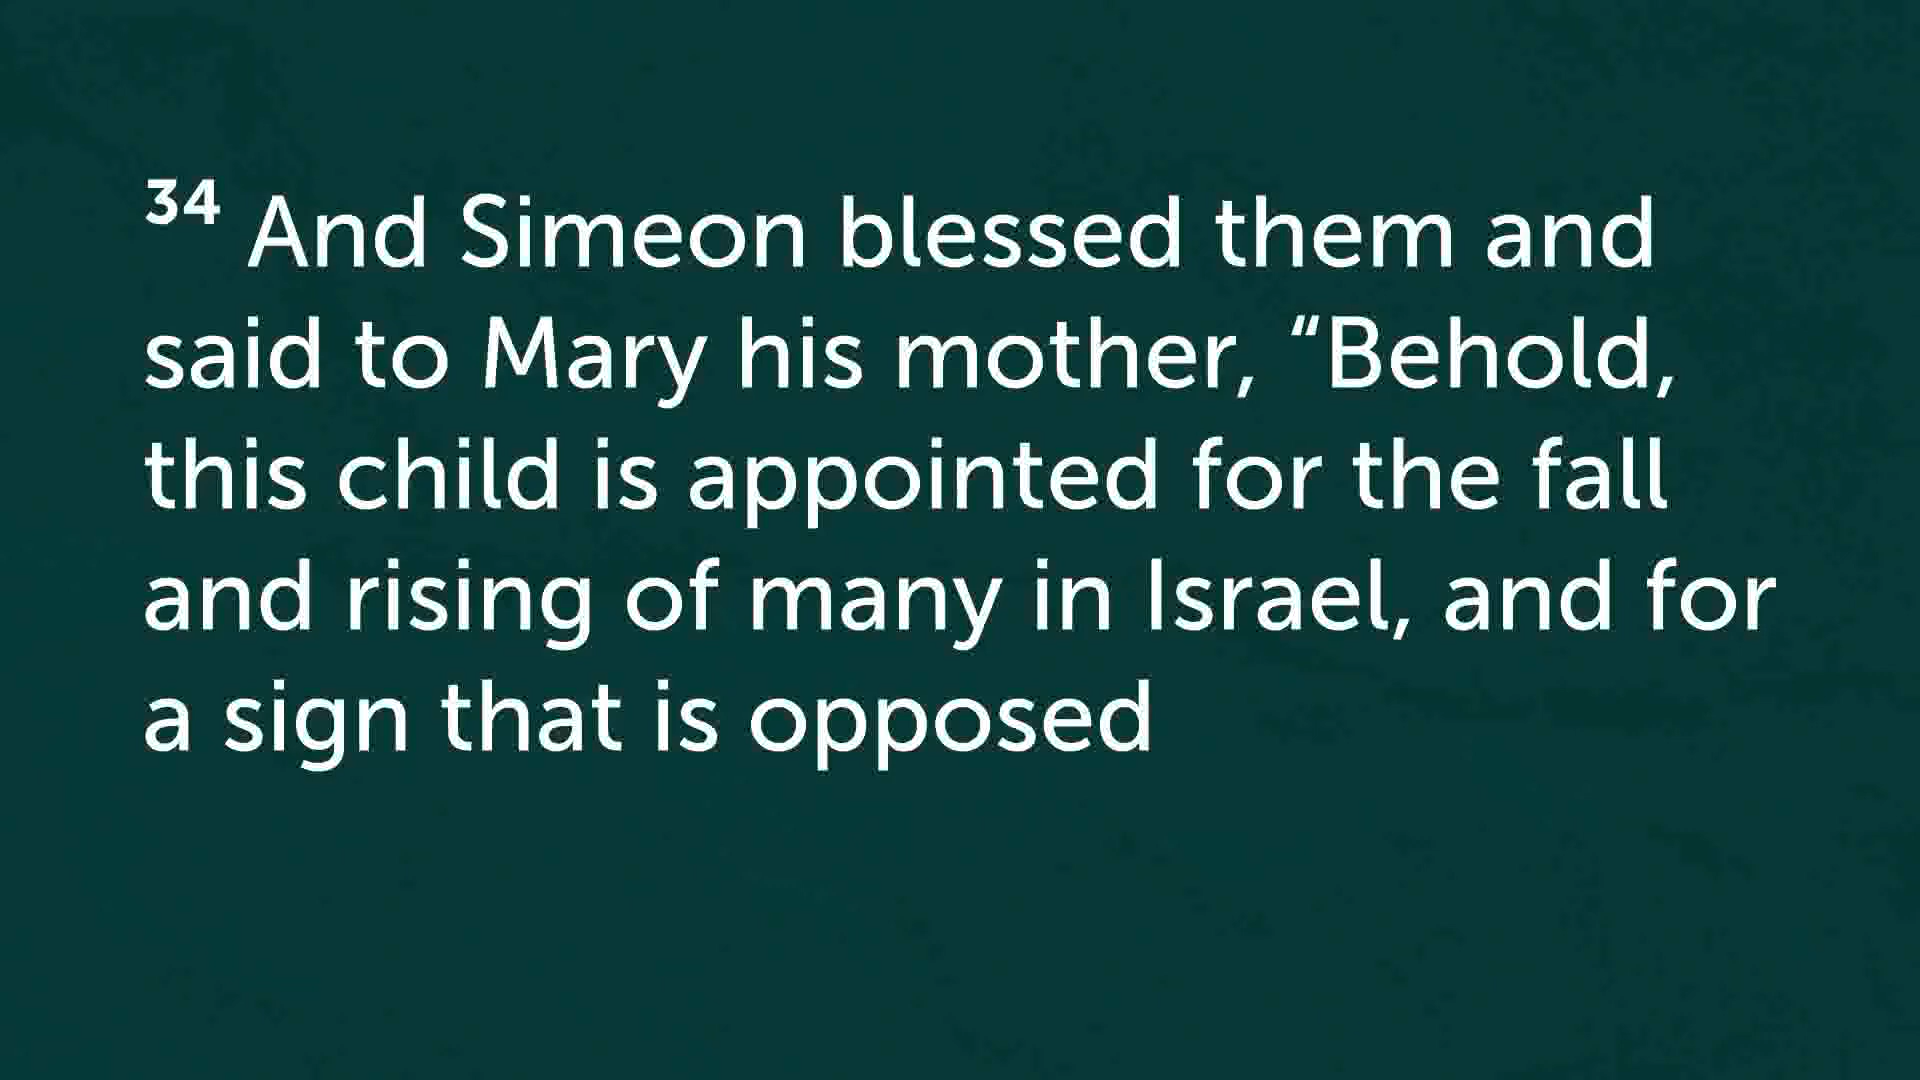 34 And Simeon blessed them and
said to Mary his mother, “Behold,
this child is appointed for the fall
and rising of many in Israel, and for
a sign that is opposed